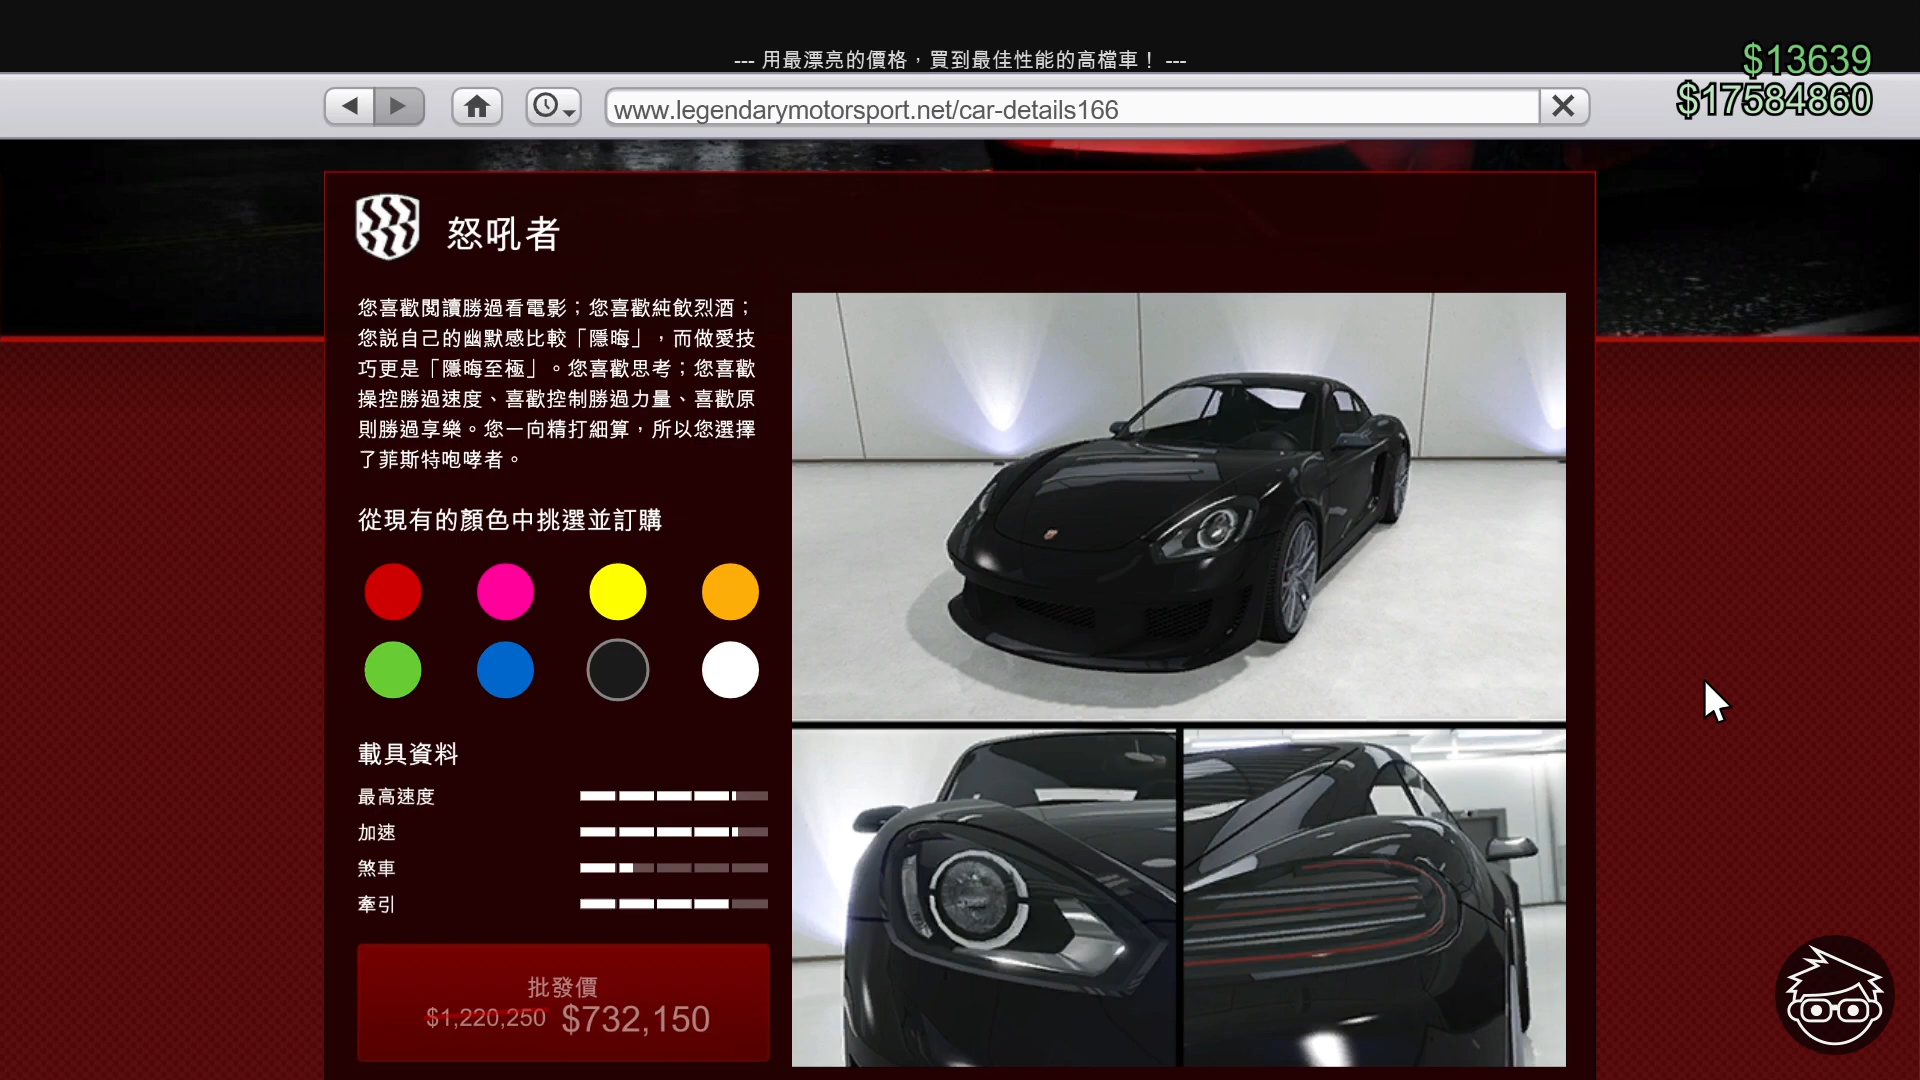 --- 用最漂亮的價格，買到最佳性能的高檔車！ ---
$13639
$17584860
www.legendarymotorsport.net/car-details166
怒吼者
您喜歡閱讀勝過看電影；您喜歡純飲烈酒；
您説自己的幽默感比較「隱晦」，而做愛技
巧更是「隱晦至極」。您喜歡思考；您喜歡
操控勝過速度、喜歡控制勝過力量、喜歡原
則勝過享樂。您一向精打細算，所以您選擇
了菲斯特咆哮者。
從現有的顏色中挑選並訂購
載具資料
最高速度
加速
煞車
牽引
批發價
$1,220,250 $732,150